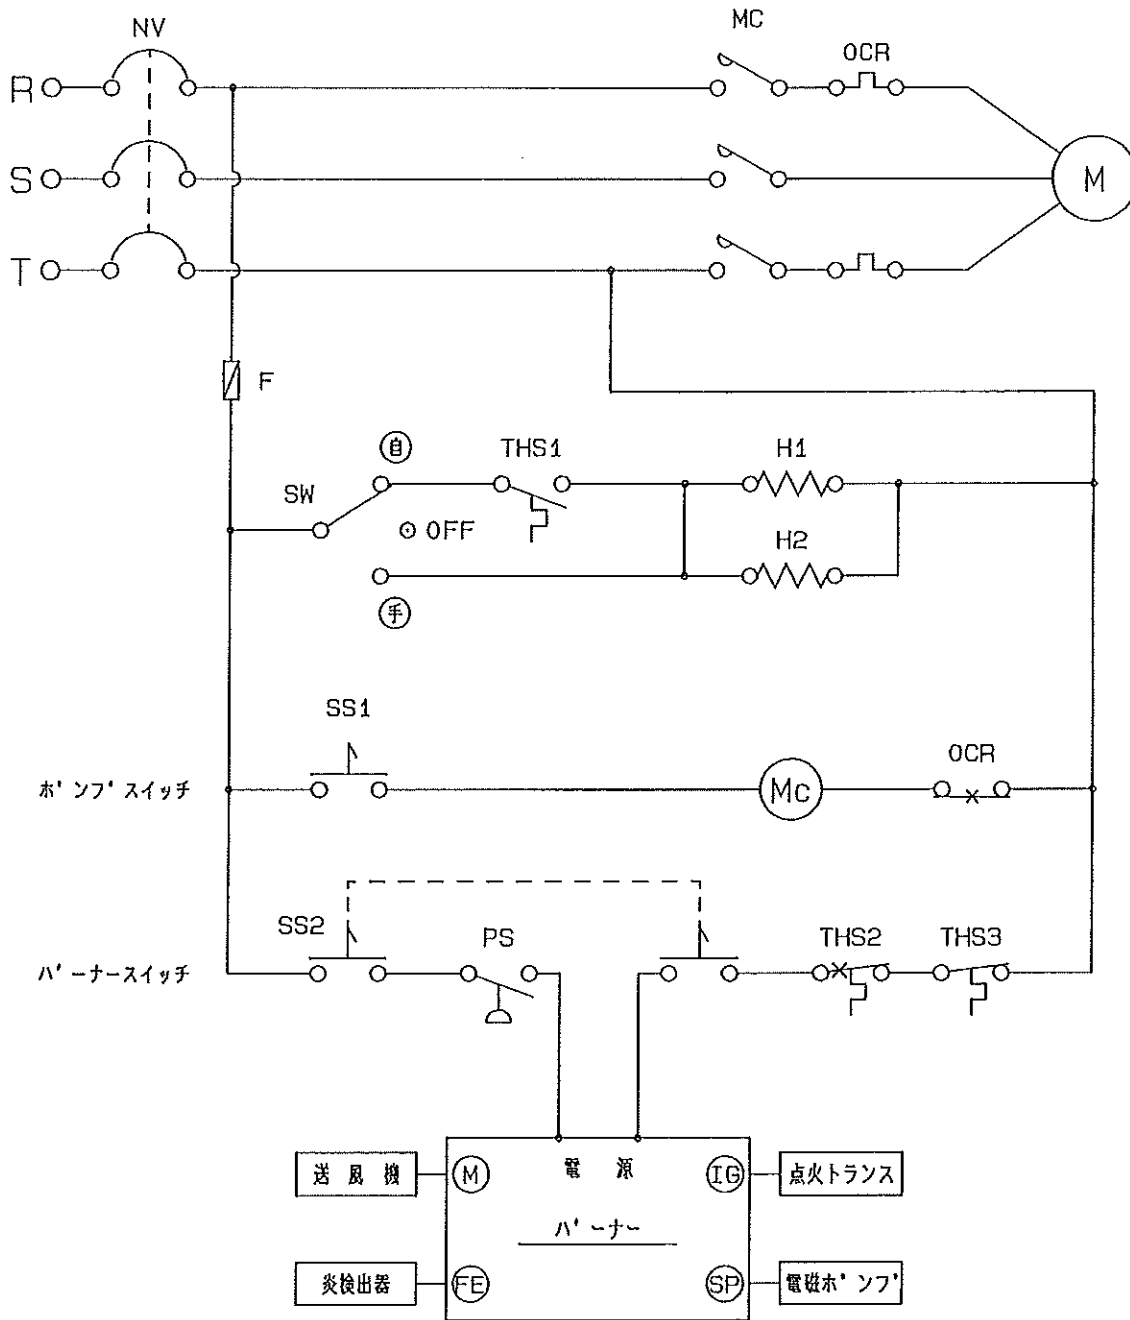 NV
MC
OCR
R
S
T
M
F
自
THS1
H1
SW
OFF
H2
手
SS1
OCR
ポンプスイッチ
Mc
SS2
PS
THS2
THS3
バーナースイッチ
送風機
M
電源
IG
点火トランス
バーナー
炎検出器
FE
SP
電磁ポンプ